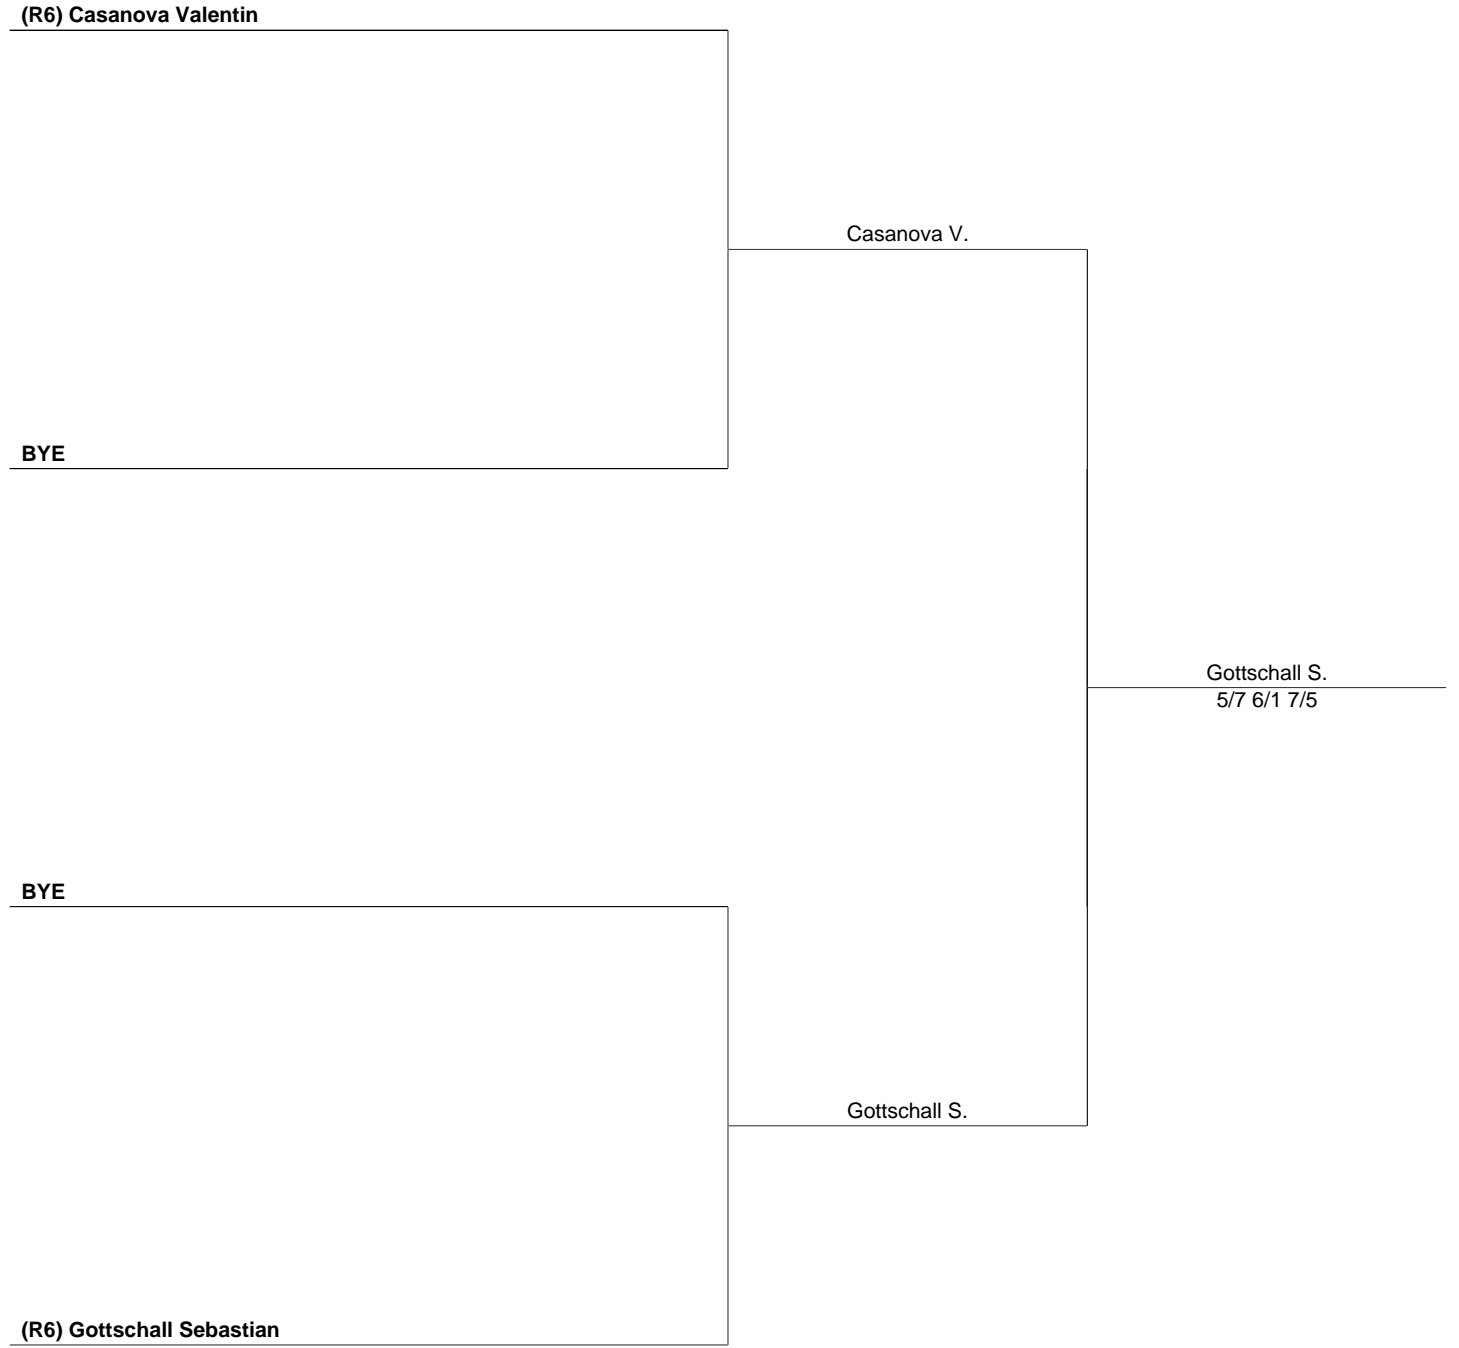 (R6) Casanova Valentin
Casanova V.
BYE
Gottschall S.
5/7 6/1 7/5
BYE
Gottschall S.
(R6) Gottschall Sebastian